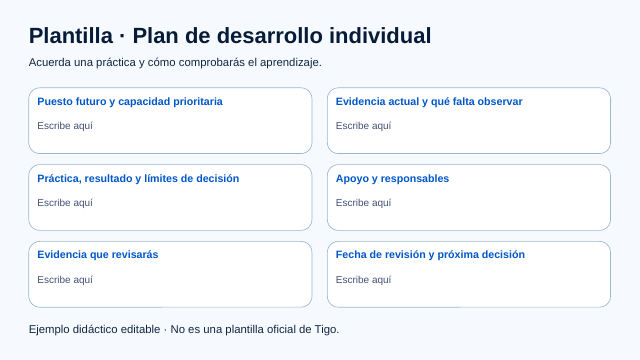 Plantilla · Plan de desarrollo individual
Acuerda una práctica y cómo comprobarás el aprendizaje.
Puesto futuro y capacidad prioritaria
Escribe aquí
Evidencia actual y qué falta observar
Escribe aquí
Práctica, resultado y límites de decisión
Escribe aquí
Apoyo y responsables
Escribe aquí
Evidencia que revisarás
Escribe aquí
Fecha de revisión y próxima decisión
Escribe aquí
Ejemplo didáctico editable · No es una plantilla oficial de Tigo.